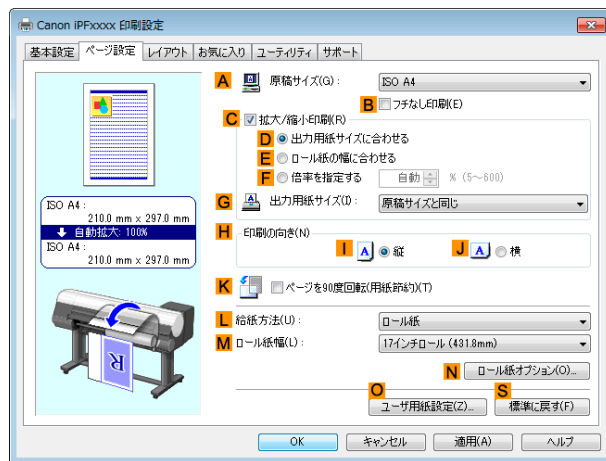 Canon iPFxxxx 印刷設定
基本設定 ページ設定 レイアウト お気に入り ユーティリティ サポート
A 原稿サイズ(G): ISO A4
B フチなし印刷(E)
C 拡大/縮小印刷(R)
D 出力用紙サイズに合わせる
E ロール紙の幅に合わせる
F 倍率を指定する 自動 % (5~600)
G 出力用紙サイズ(I): 原稿サイズと同じ
H 印刷の向き(N)
I A 縦 J A 横
K ページを90度回転(用紙節約)(T)
L 給紙方法(U): ロール紙
M ロール紙幅(L): 17インチロール (431.8mm)
N ロール紙オプション(O)...
O S
ユーザ用紙設定(Z)... 標準に戻す(F)
ISO A4 :
210.0 mm x 297.0 mm
自動拡大: 100%
ISO A4 :
210.0 mm x 297.0 mm
R
OK キャンセル 適用(A) ヘルプ